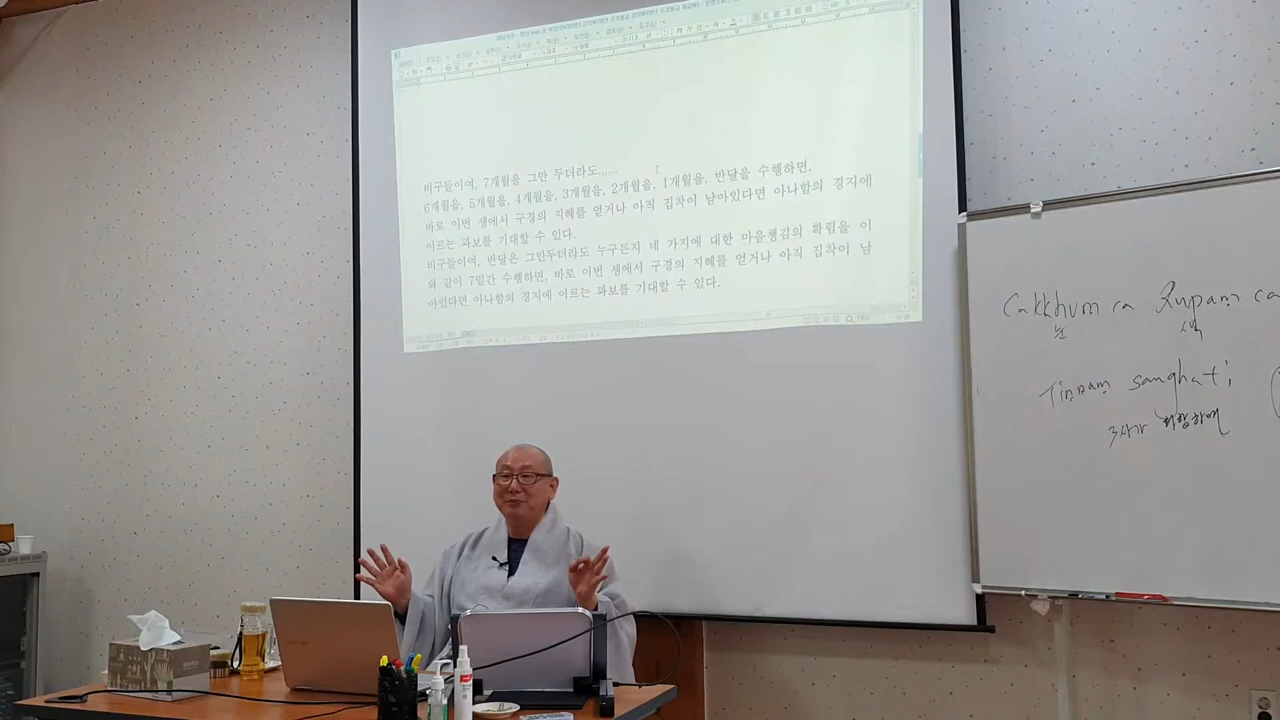 비구들이여, 7개월을 그만 두더라도.....
6개월을, 5개월을, 4개월을, 3개월을, 2개월을, 1개월을, 반달을 수행하면,
바로 이번 생에서 구경의 지혜를 얻거나 아직 집착이 남아있다면 아나함의 경지에
이르는 과보를 기대할 수 있다.
비구들이여, 반달은 그만두더라도 누구든지 네 가지에 대한 마음챙김의 확립을 이
와 같이 7일간 수행하면, 바로 이번 생에서 구경의 지혜를 얻거나 아직 집착이 남
아있다면 아나함의 경지에 이르는 과보를 기대할 수 있다.
Cakkhum ca Rupam ca
눈 색
Tinnam sanghati
3사가 화합하며